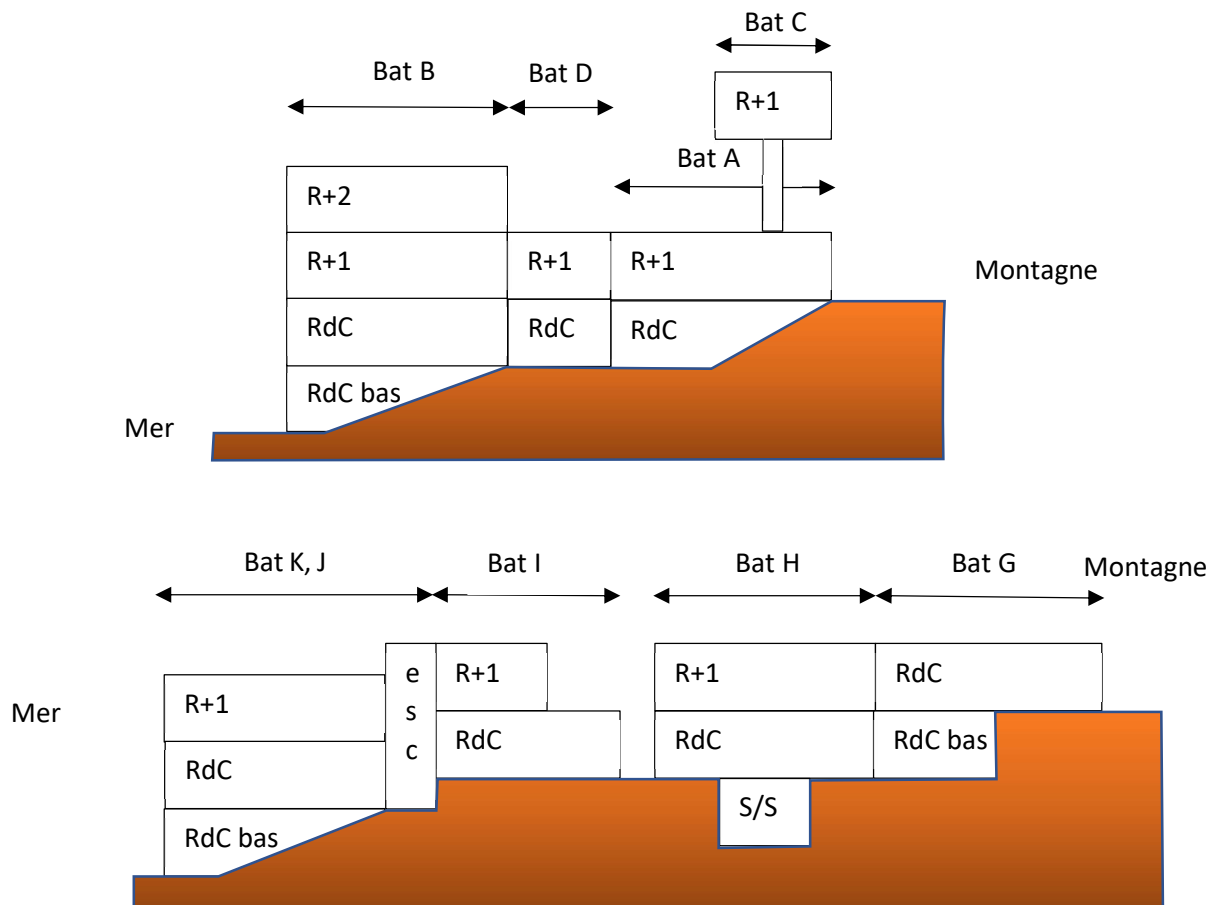 Bat C
Bat B
Bat D
R+1
Bat A
R+2
R+1
R+1
R+1
Montagne
RdC
RdC
RdC
RdC bas
Mer
Bat K, J
Bat I
Bat H
Bat G
Montagne
e
s
c
R+1
R+1
RdC
R+1
Mer
RdC
RdC
RdC bas
RdC
S/S
RdC bas